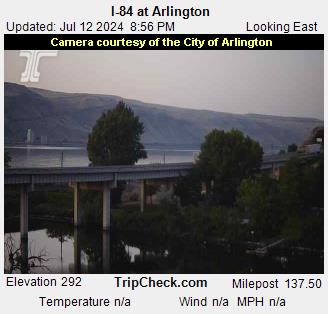 I-84 at Arlington
Updated: Jul 12 2024 8:56 PM Looking East
Camera courtesy of the City of Arlington
Elevation 292 TripCheck.com Milepost 137.50
Temperature n/a Wind n/a MPH n/a